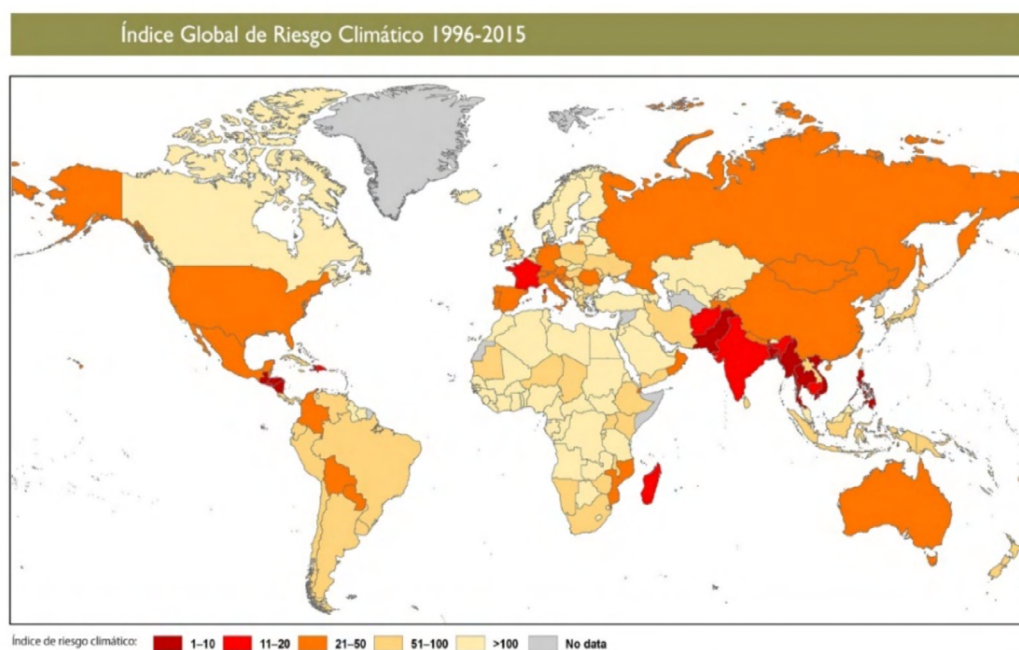 Índice Global de Riesgo Climático 1996-2015
Índice de riesgo climático: 1–10 11–20 21–50 51–100 >100 No data